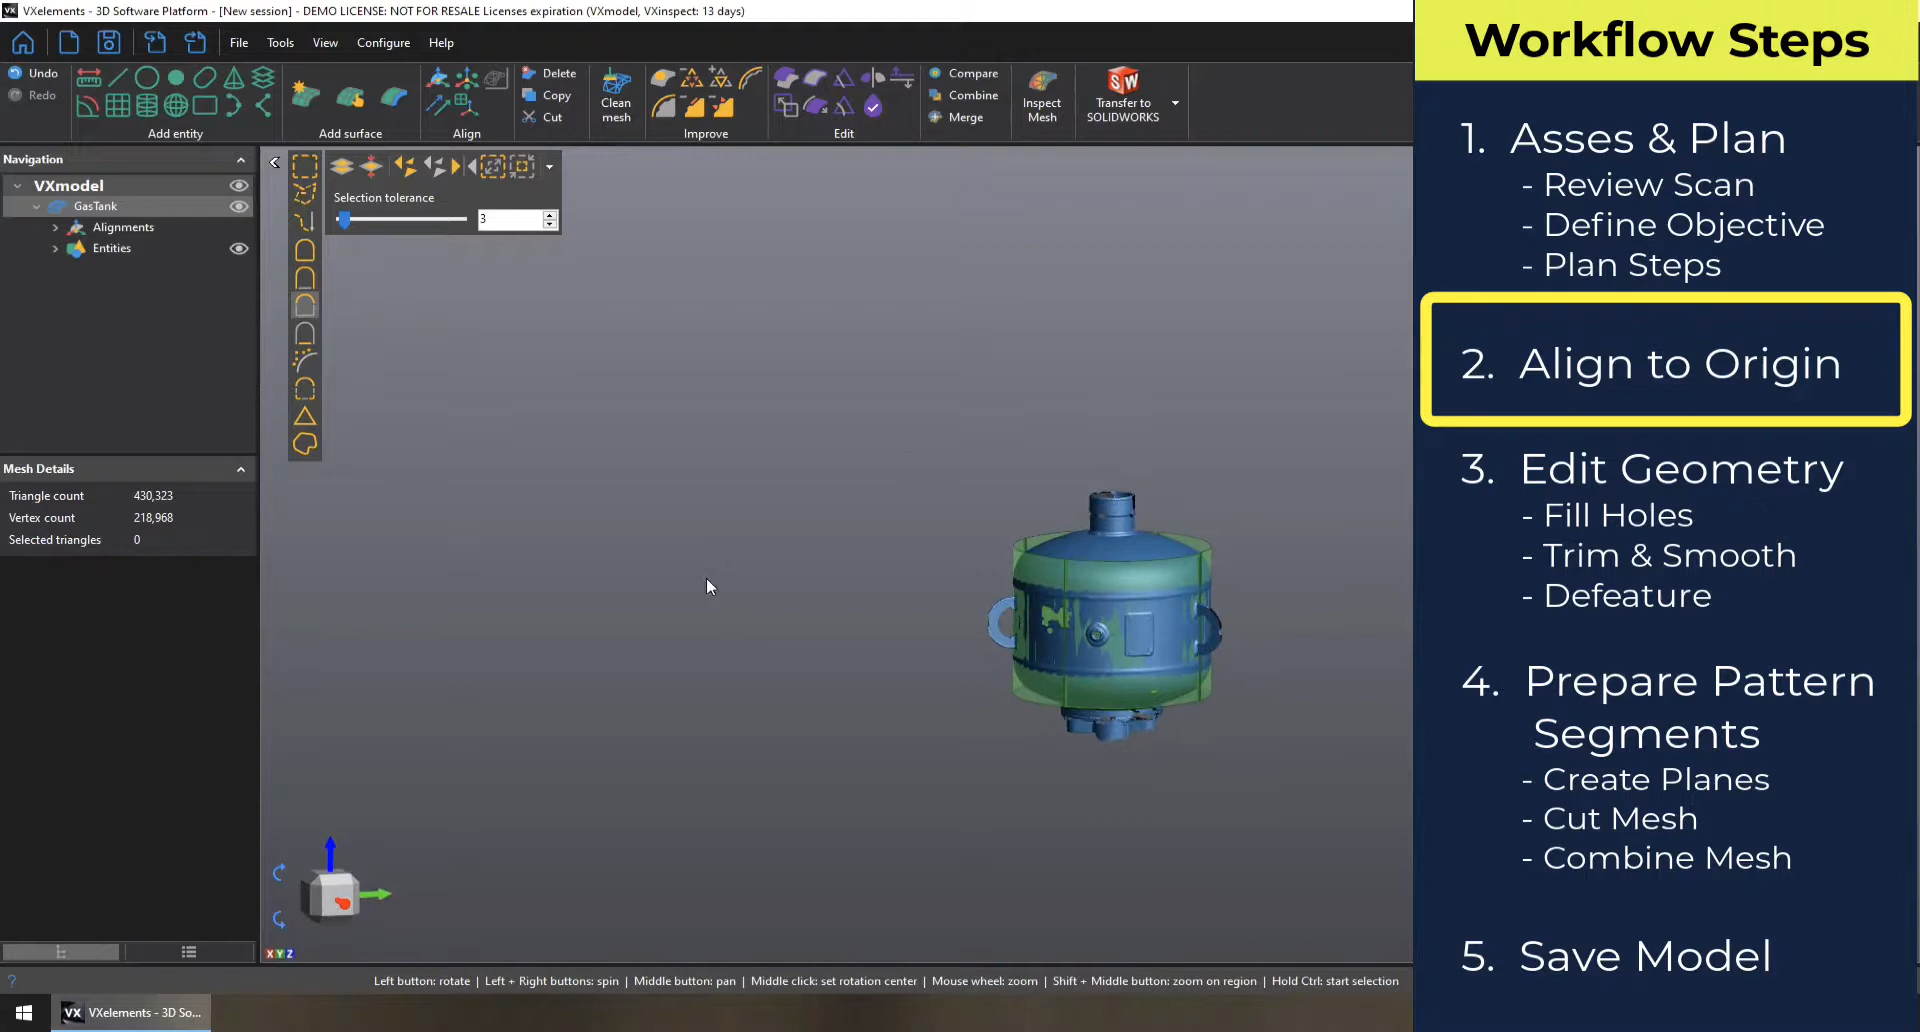 VXelements - 3D Software Platform - [New session] - DEMO LICENSE: NOT FOR RESALE Licenses expiration (VXmodel, VXinspect: 13 days)
File
Tools
View
Configure
Help
Undo
Redo
Add entity
Add surface
Align
Delete
Copy
Cut
Clean
mesh
Improve
Edit
Compare
Combine
Merge
Inspect
Mesh
SW
Transfer to
SOLIDWORKS
Navigation
VXmodel
GasTank
Alignments
Entities
Selection tolerance
3
Mesh Details
Triangle count 430,323
Vertex count 218,968
Selected triangles 0
XYZ
?
Left button: rotate | Left + Right buttons: spin | Middle button: pan | Middle click: set rotation center | Mouse wheel: zoom | Shift + Middle button: zoom on region | Hold Ctrl: start selection
VX VXelements - 3D So...
Workflow Steps
1. Asses & Plan
- Review Scan
- Define Objective
- Plan Steps
2. Align to Origin
3. Edit Geometry
- Fill Holes
- Trim & Smooth
- Defeature
4. Prepare Pattern
Segments
- Create Planes
- Cut Mesh
- Combine Mesh
5. Save Model